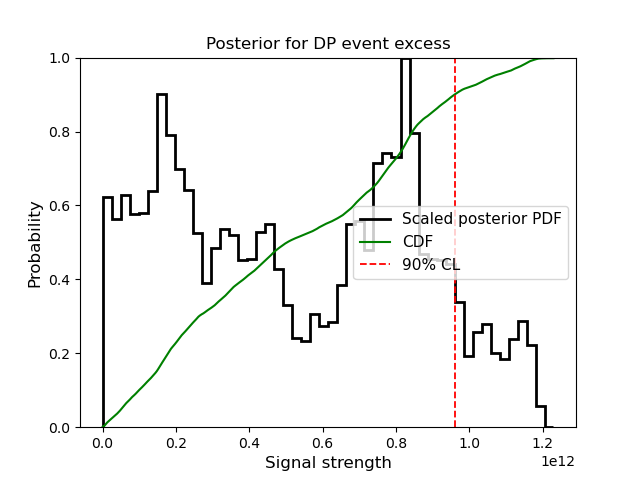 Posterior for DP event excess
1.0
0.8
0.6
0.4
0.2
0.0
Probability
Scaled posterior PDF
CDF
90% CL
0.0 0.2 0.4 0.6 0.8 1.0 1.2
1e12
Signal strength